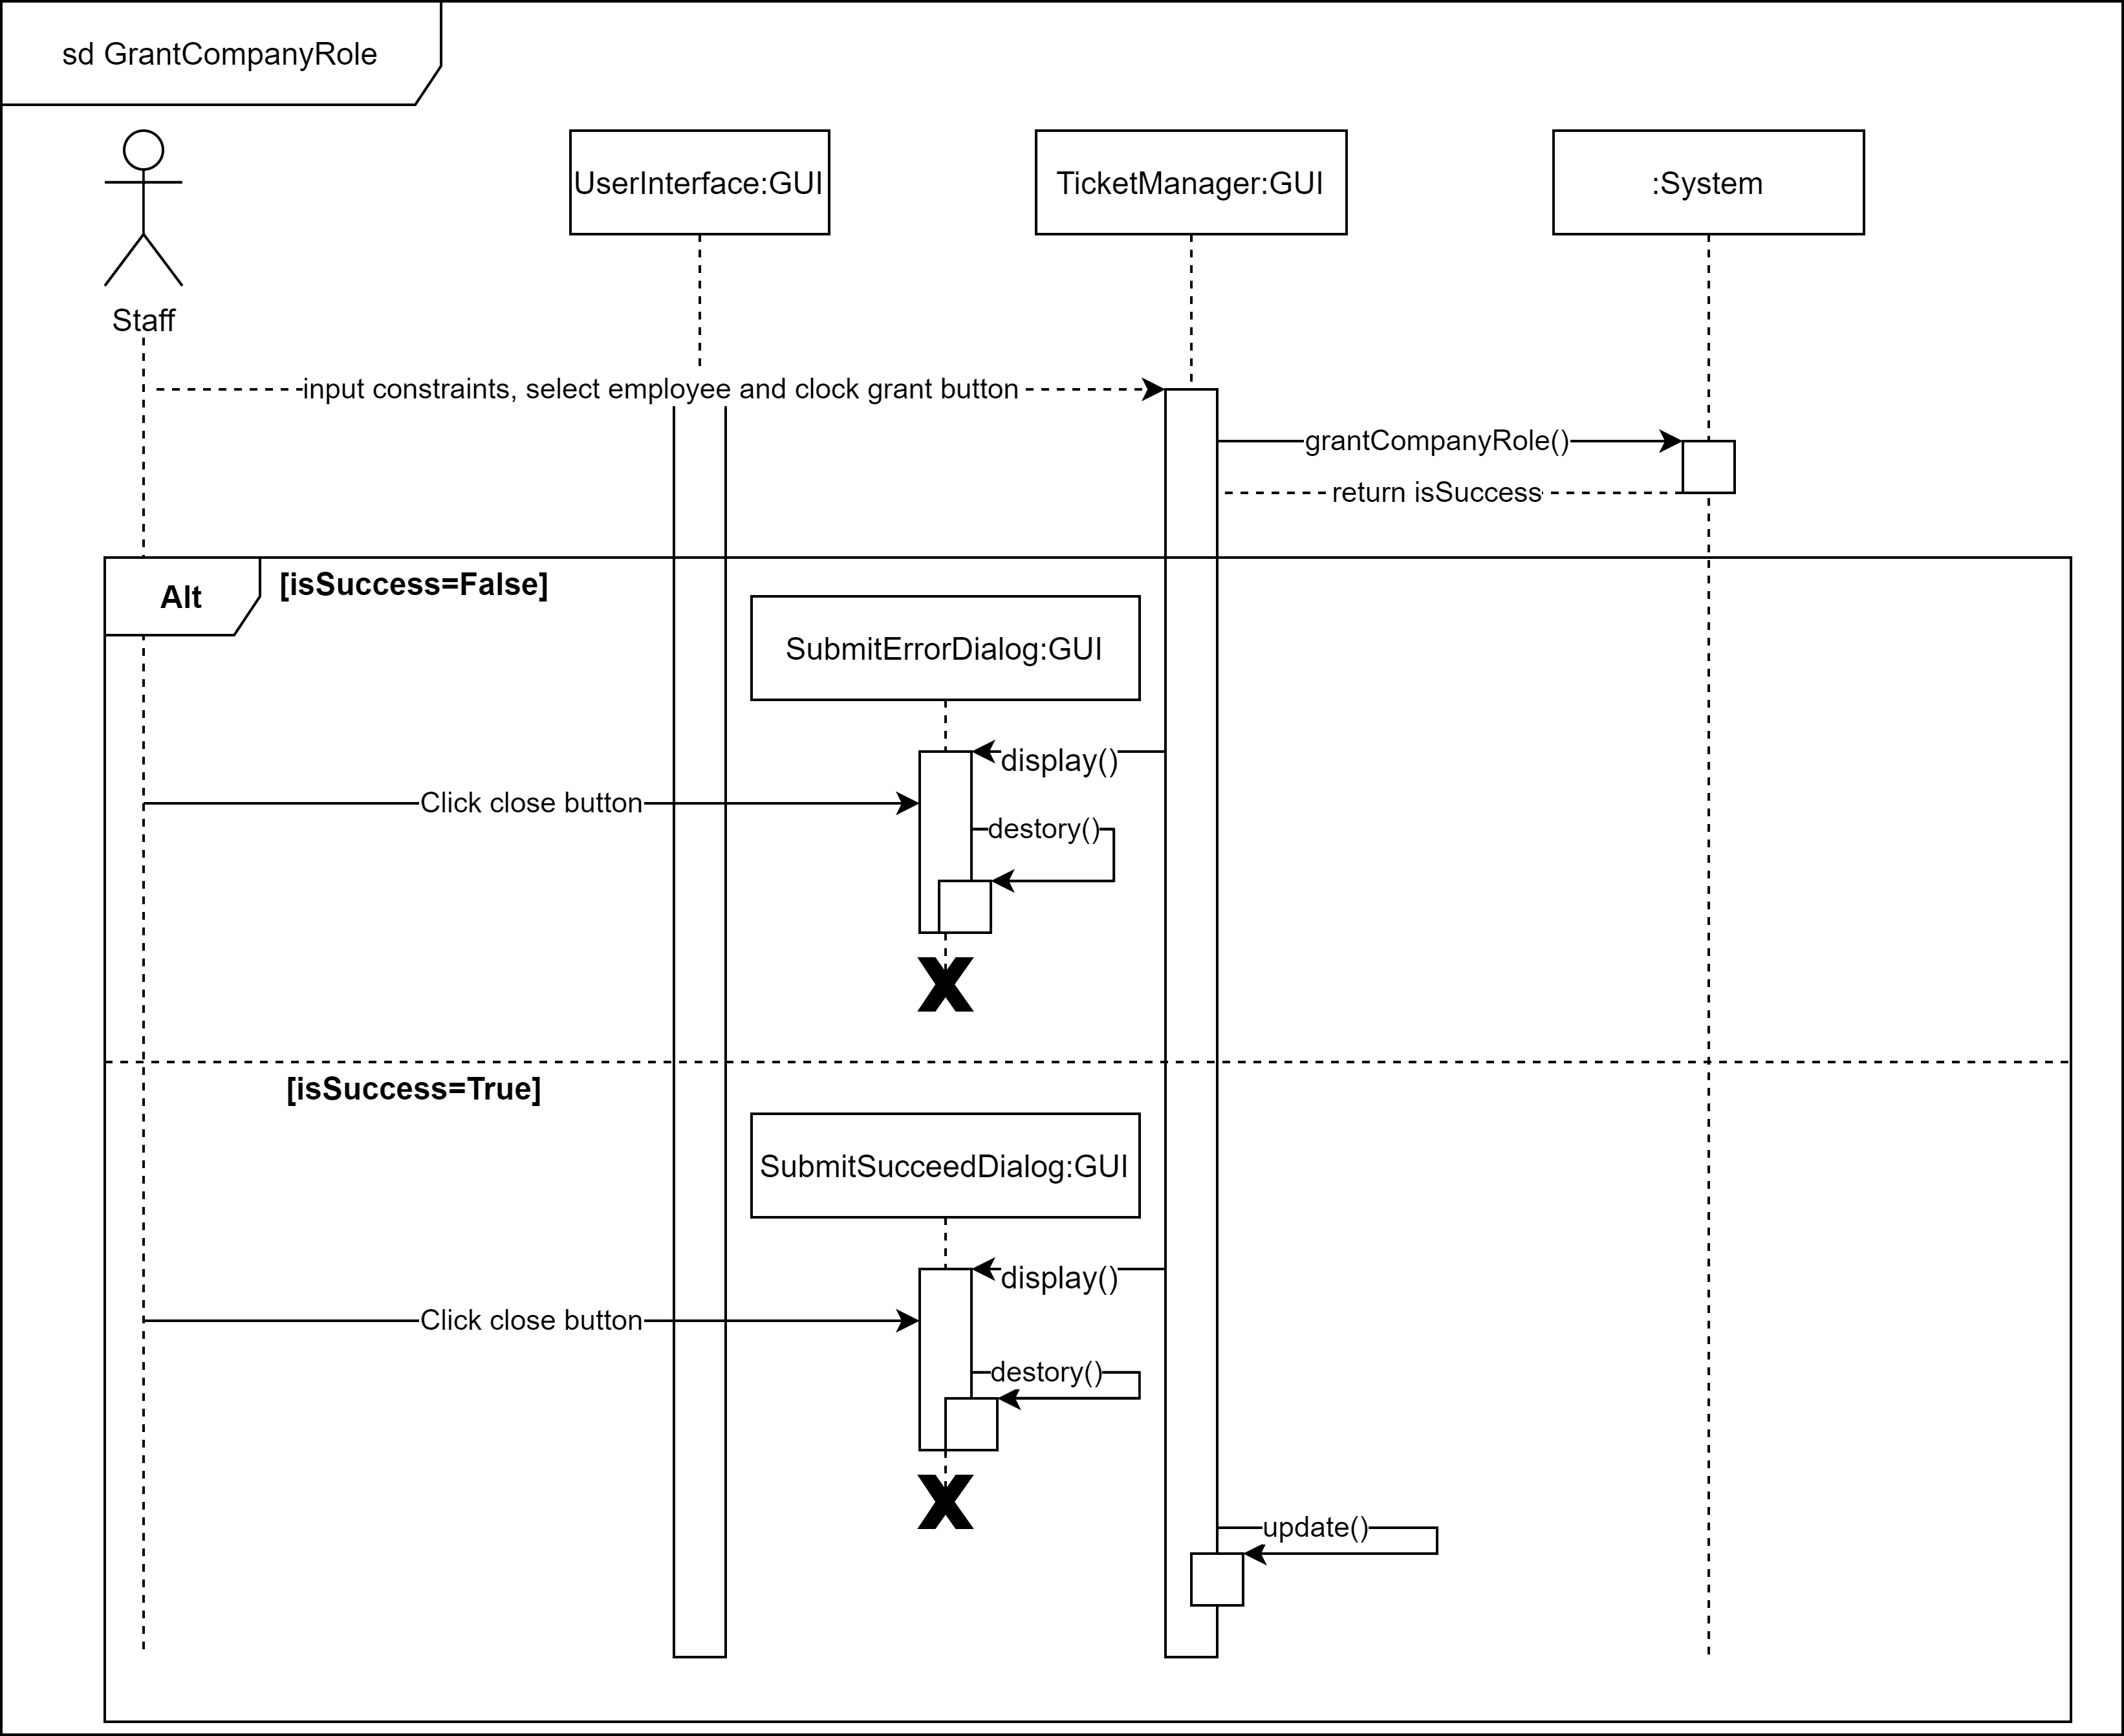 sd GrantCompanyRole
UserInterface:GUI
TicketManager:GUI
:System
Staff
input constraints, select employee and clock grant button
grantCompanyRole()
return isSuccess
Alt
[isSuccess=False]
SubmitErrorDialog:GUI
display()
Click close button
destory()
[isSuccess=True]
SubmitSucceedDialog:GUI
display()
Click close button
destory()
update()